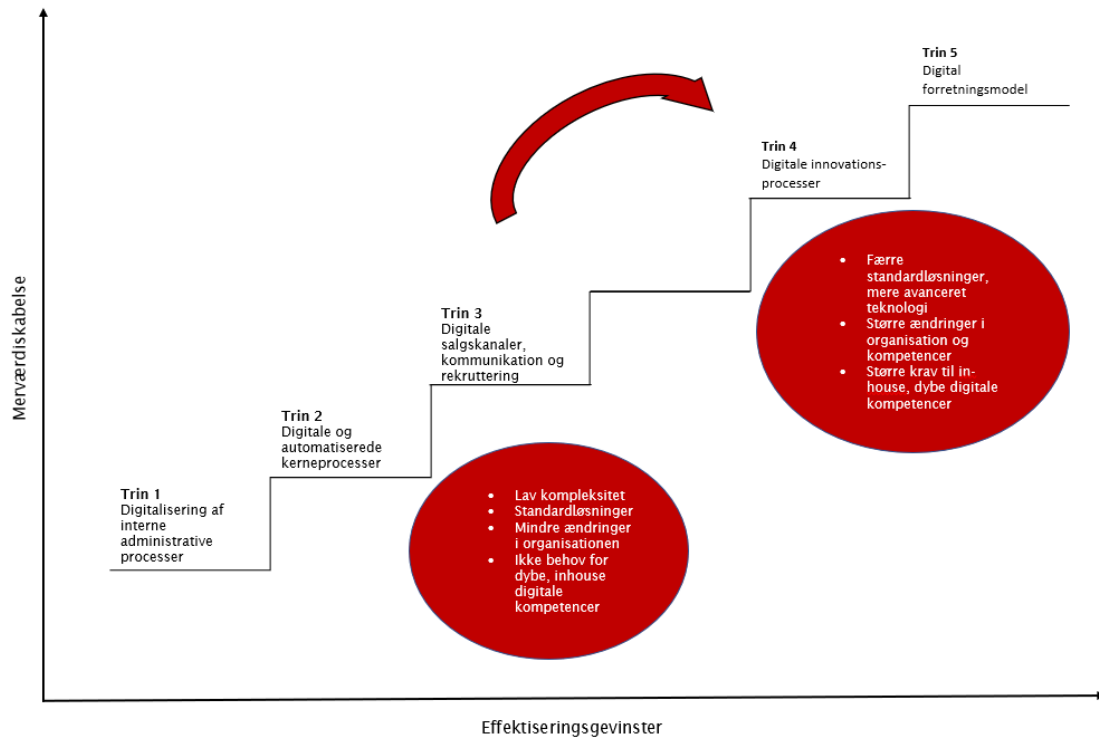 Trin 5
Digital
forretningsmodel
Trin 4
Digitale innovations-
processer
• Færre
standardløsninger,
mere avanceret
teknologi
• Større ændringer i
organisation og
kompetencer
• Større krav til in-
house, dybe digitale
kompetencer
Trin 3
Digitale
salgskanaler,
kommunikation og
rekruttering
Trin 2
Digitale og
automatiserede
kerneprocesser
Trin 1
Digitalisering af
interne
administrative
processer
• Lav kompleksitet
• Standardløsninger
• Mindre ændringer
i organisationen
• Ikke behov for
dybe, inhouse
digitale
kompetencer
Merværdiskabelse
Effektiseringsgevinster